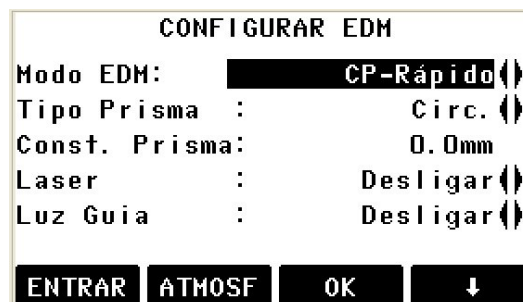 CONFIGURAR EDM
Modo EDM: CP-Rápido
Tipo Prisma : Circ.
Const. Prisma: 0.0mm
Laser : Desligar
Luz Guia : Desligar
ENTRAR ATMOSF OK ↓